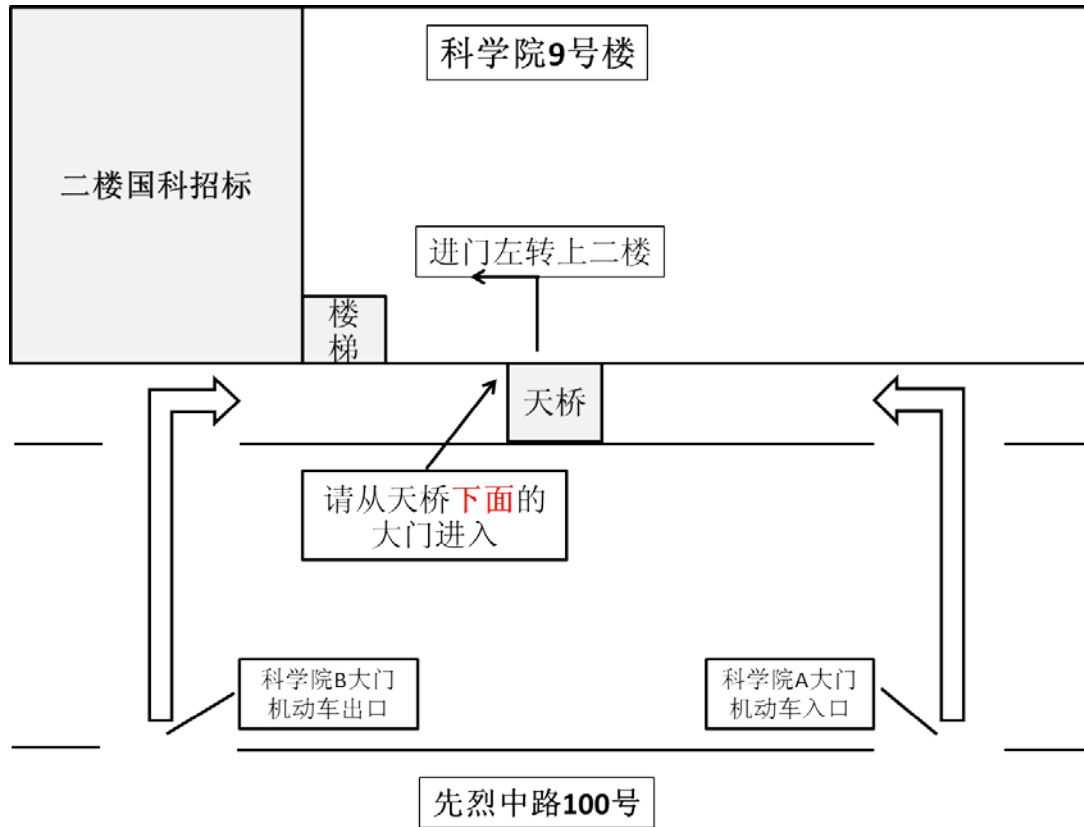 科学院9号楼
二楼国科招标
进门左转上二楼
楼
梯
天桥
请从天桥下面的
大门进入
科学院B大门
机动车出口
科学院A大门
机动车入口
先烈中路100号